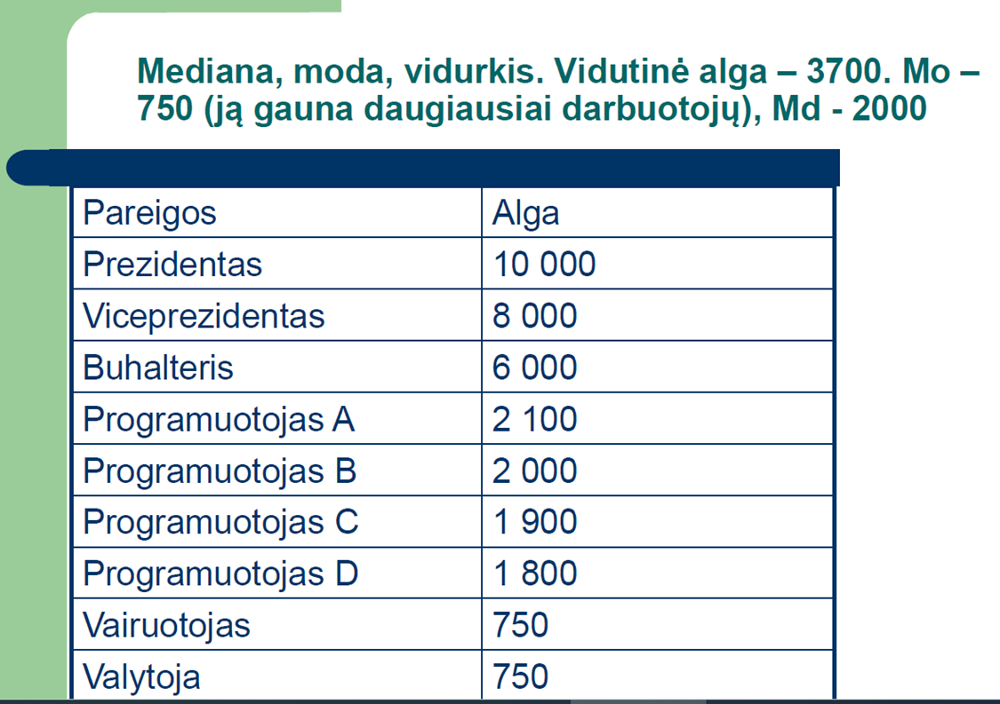 Mediana, moda, vidurkis. Vidutinė alga – 3700. Mo –
750 (ją gauna daugiausiai darbuotojų), Md - 2000
Pareigos Alga
Prezidentas 10 000
Viceprezidentas 8 000
Buhalteris 6 000
Programuotojas A 2 100
Programuotojas B 2 000
Programuotojas C 1 900
Programuotojas D 1 800
Vairuotojas 750
Valytoja 750